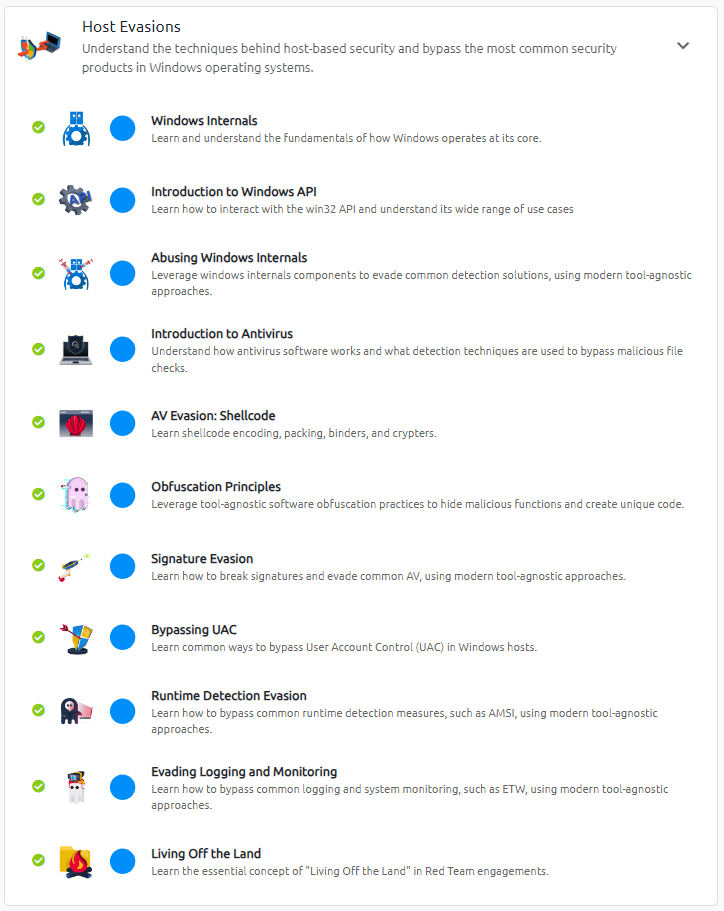 Host Evasions
Understand the techniques behind host-based security and bypass the most common security
products in Windows operating systems.
Windows Internals
Learn and understand the fundamentals of how Windows operates at its core.
Introduction to Windows API
Learn how to interact with the win32 API and understand its wide range of use cases
Abusing Windows Internals
Leverage windows internals components to evade common detection solutions, using modern tool-agnostic
approaches.
Introduction to Antivirus
Understand how antivirus software works and what detection techniques are used to bypass malicious file
checks.
AV Evasion: Shellcode
Learn shellcode encoding, packing, binders, and crypters.
Obfuscation Principles
Leverage tool-agnostic software obfuscation practices to hide malicious functions and create unique code.
Signature Evasion
Learn how to break signatures and evade common AV, using modern tool-agnostic approaches.
Bypassing UAC
Learn common ways to bypass User Account Control (UAC) in Windows hosts.
Runtime Detection Evasion
Learn how to bypass common runtime detection measures, such as AMSI, using modern tool-agnostic
approaches.
Evading Logging and Monitoring
Learn how to bypass common logging and system monitoring, such as ETW, using modern tool-agnostic
approaches.
Living Off the Land
Learn the essential concept of "Living Off the Land" in Red Team engagements.